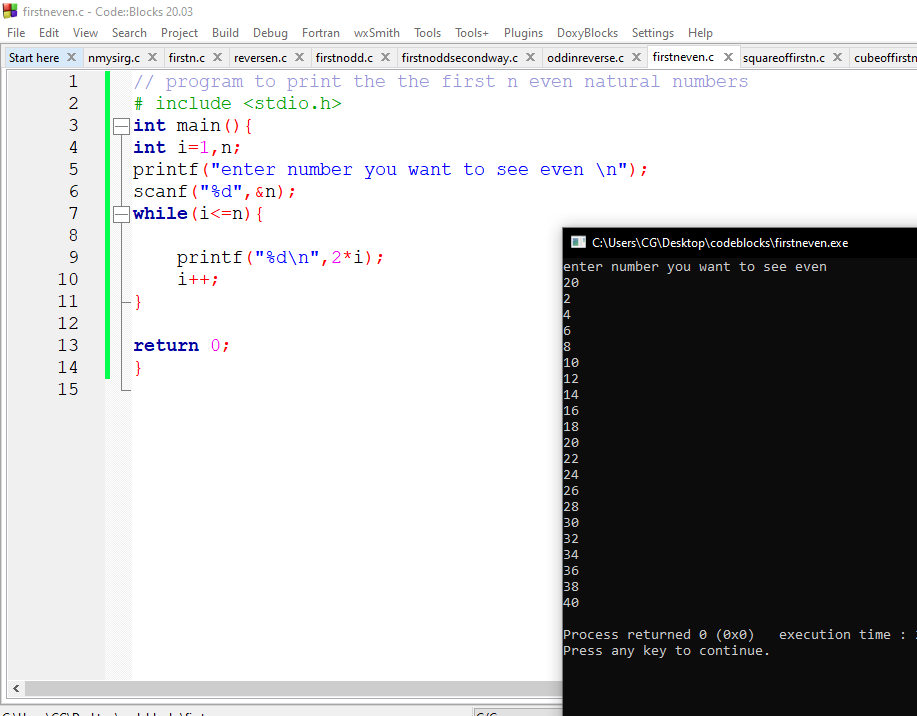 firstneven.c - Code::Blocks 20.03
File Edit View Search Project Build Debug Fortran wxSmith Tools Tools+ Plugins DoxyBlocks Settings Help
Start here nmysirg.c firstn.c reversen.c firstnodd.c firstnoddsecondway.c oddinreverse.c firstneven.c squareoffirstn.c cubeoffirstn
1 // program to print the the first n even natural numbers
2 # include <stdio.h>
3 int main(){
4 int i=1,n;
5 printf("enter number you want to see even \n");
6 scanf("%d",&n);
7 while(i<=n){
8
9 printf("%d\n",2*i);
10 i++;
11 }
12
13 return 0;
14 }
15
C:\Users\CG\Desktop\codeblocks\firstneven.exe
enter number you want to see even
20
2
4
6
8
10
12
14
16
18
20
22
24
26
28
30
32
34
36
38
40
Process returned 0 (0x0) execution time :
Press any key to continue.